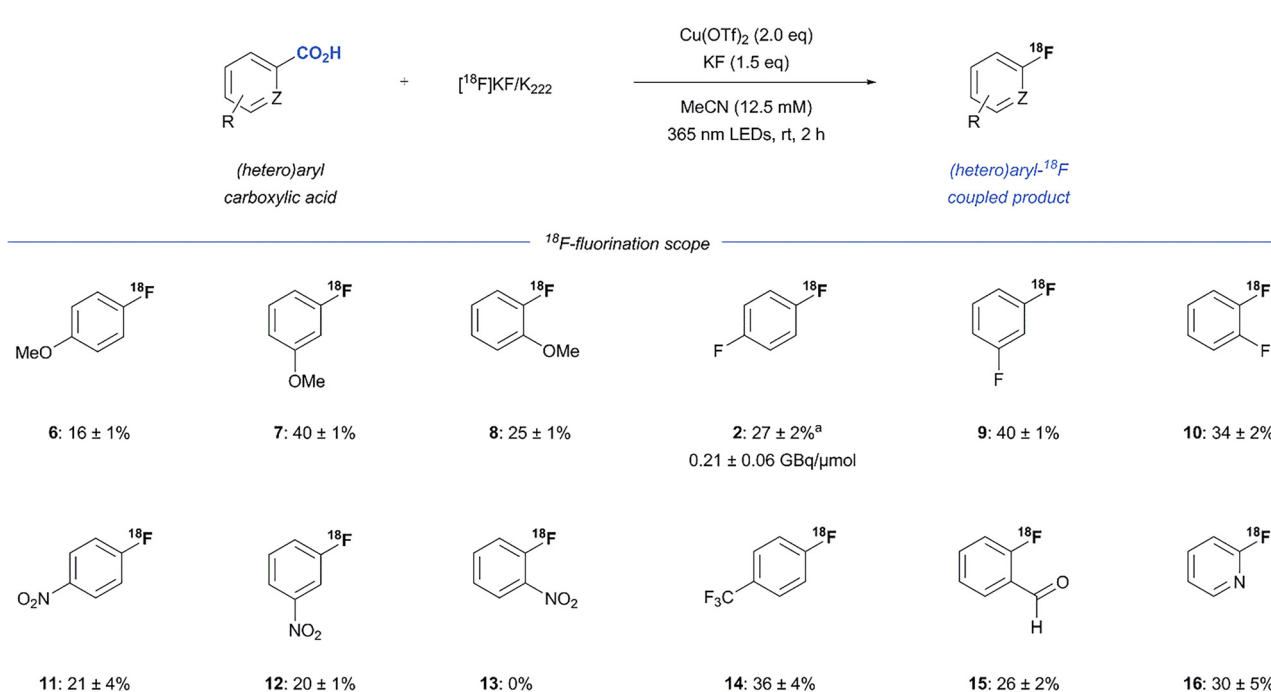 CO₂H
Z
R
+
[¹⁸F]KF/K₂₂₂
Cu(OTf)₂ (2.0 eq)
KF (1.5 eq)
MeCN (12.5 mM)
365 nm LEDs, rt, 2 h
¹⁸F
Z
R
(hetero)aryl
carboxylic acid
(hetero)aryl-¹⁸F
coupled product
¹⁸F-fluorination scope
¹⁸F
MeO
¹⁸F
OMe
¹⁸F
OMe
¹⁸F
F
¹⁸F
F
¹⁸F
F
6: 16 ± 1%
7: 40 ± 1%
8: 25 ± 1%
2: 27 ± 2%ᵃ
0.21 ± 0.06 GBq/µmol
9: 40 ± 1%
10: 34 ± 2%
¹⁸F
O₂N
¹⁸F
NO₂
¹⁸F
NO₂
¹⁸F
F₃C
¹⁸F
O
H
¹⁸F
N
11: 21 ± 4%
12: 20 ± 1%
13: 0%
14: 36 ± 4%
15: 26 ± 2%
16: 30 ± 5%